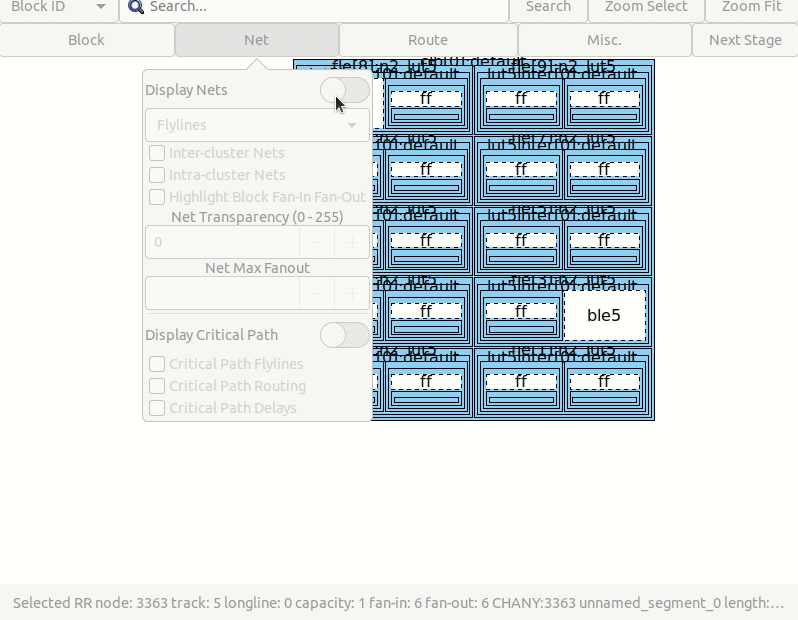 Block ID Search... Search Zoom Select Zoom Fit
Block Net Route Misc. Next Stage
Display Nets
Flylines
Inter-cluster Nets
Intra-cluster Nets
Highlight Block Fan-In Fan-Out
Net Transparency (0 - 255)
0
Net Max Fanout
Display Critical Path
Critical Path Flylines
Critical Path Routing
Critical Path Delays
ff ff ff
ff ff ff
ff ff ff
ff ff ble5
ff ff ff
Selected RR node: 3363 track: 5 longline: 0 capacity: 1 fan-in: 6 fan-out: 6 CHANY:3363 unnamed_segment_0 length:...